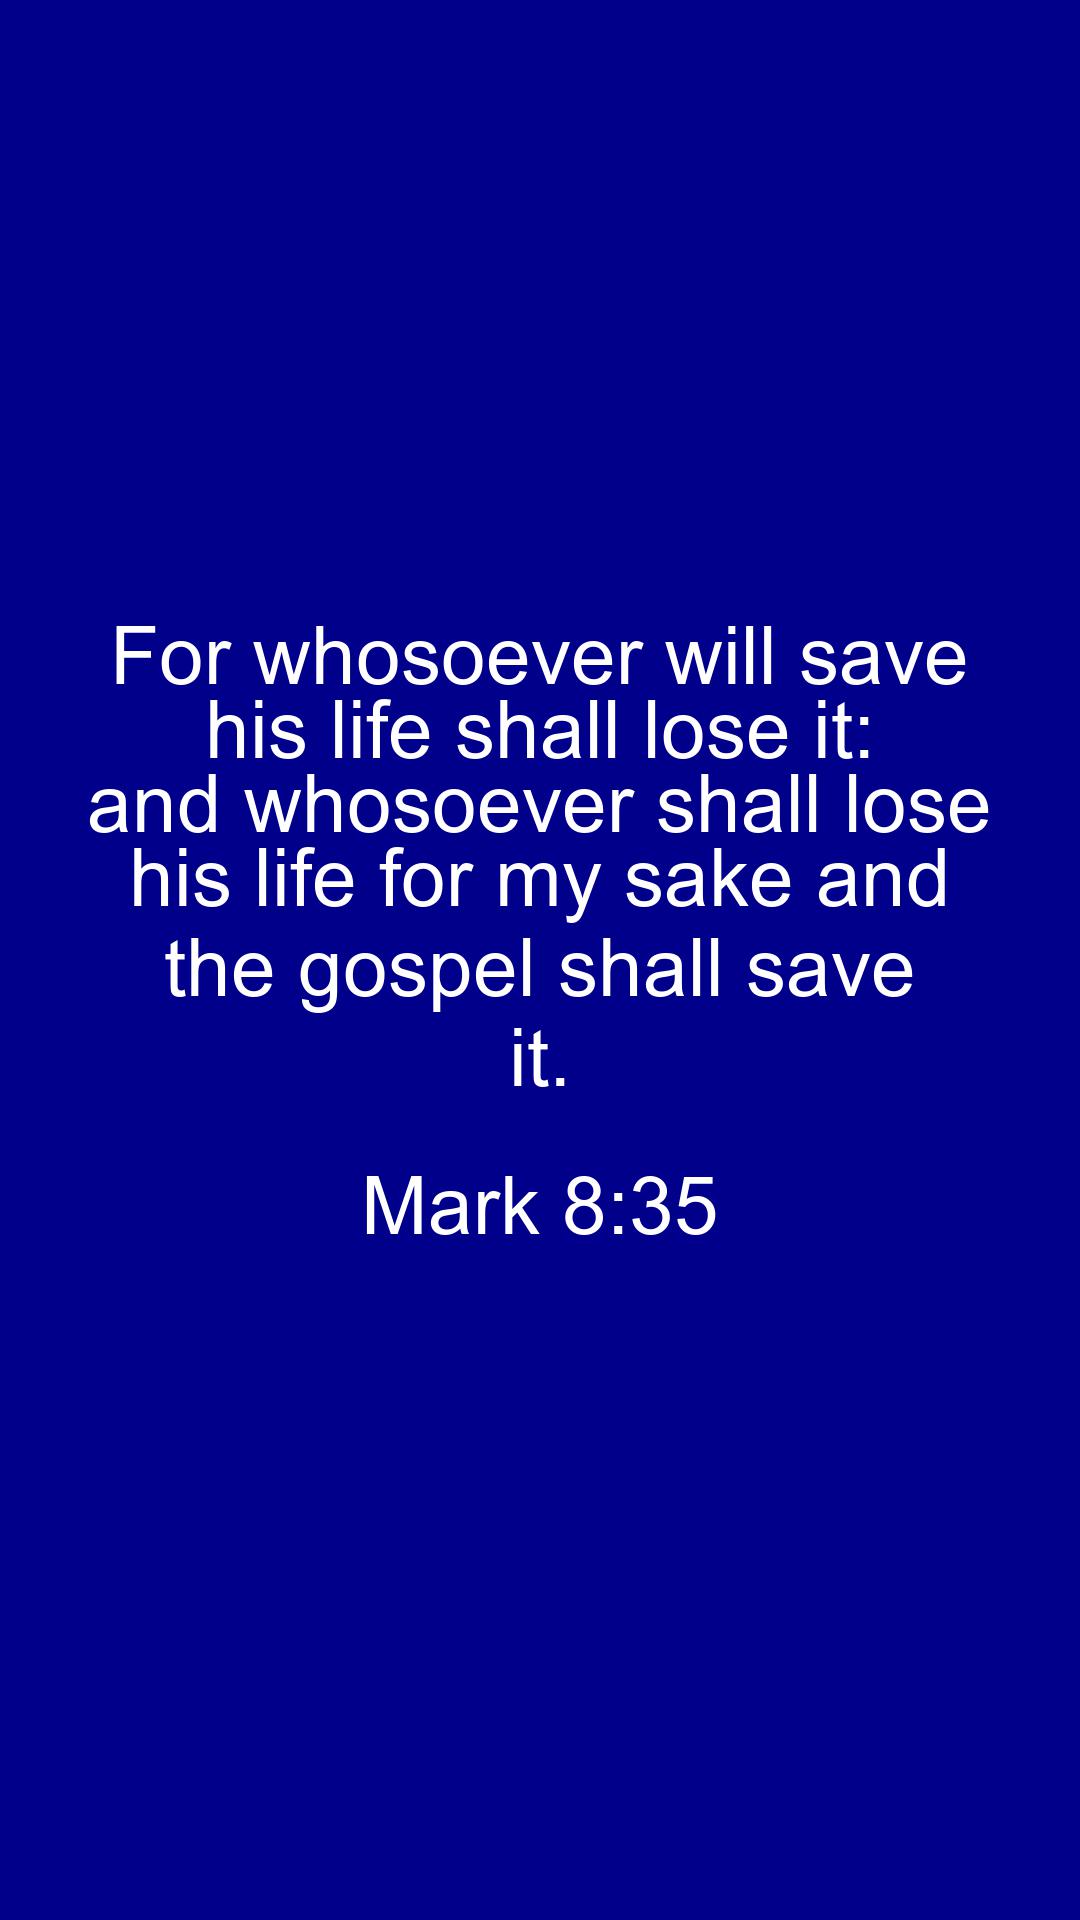 For whosoever will save
his life shall lose it:
and whosoever shall lose
his life for my sake and
the gospel shall save
it.
Mark 8:35